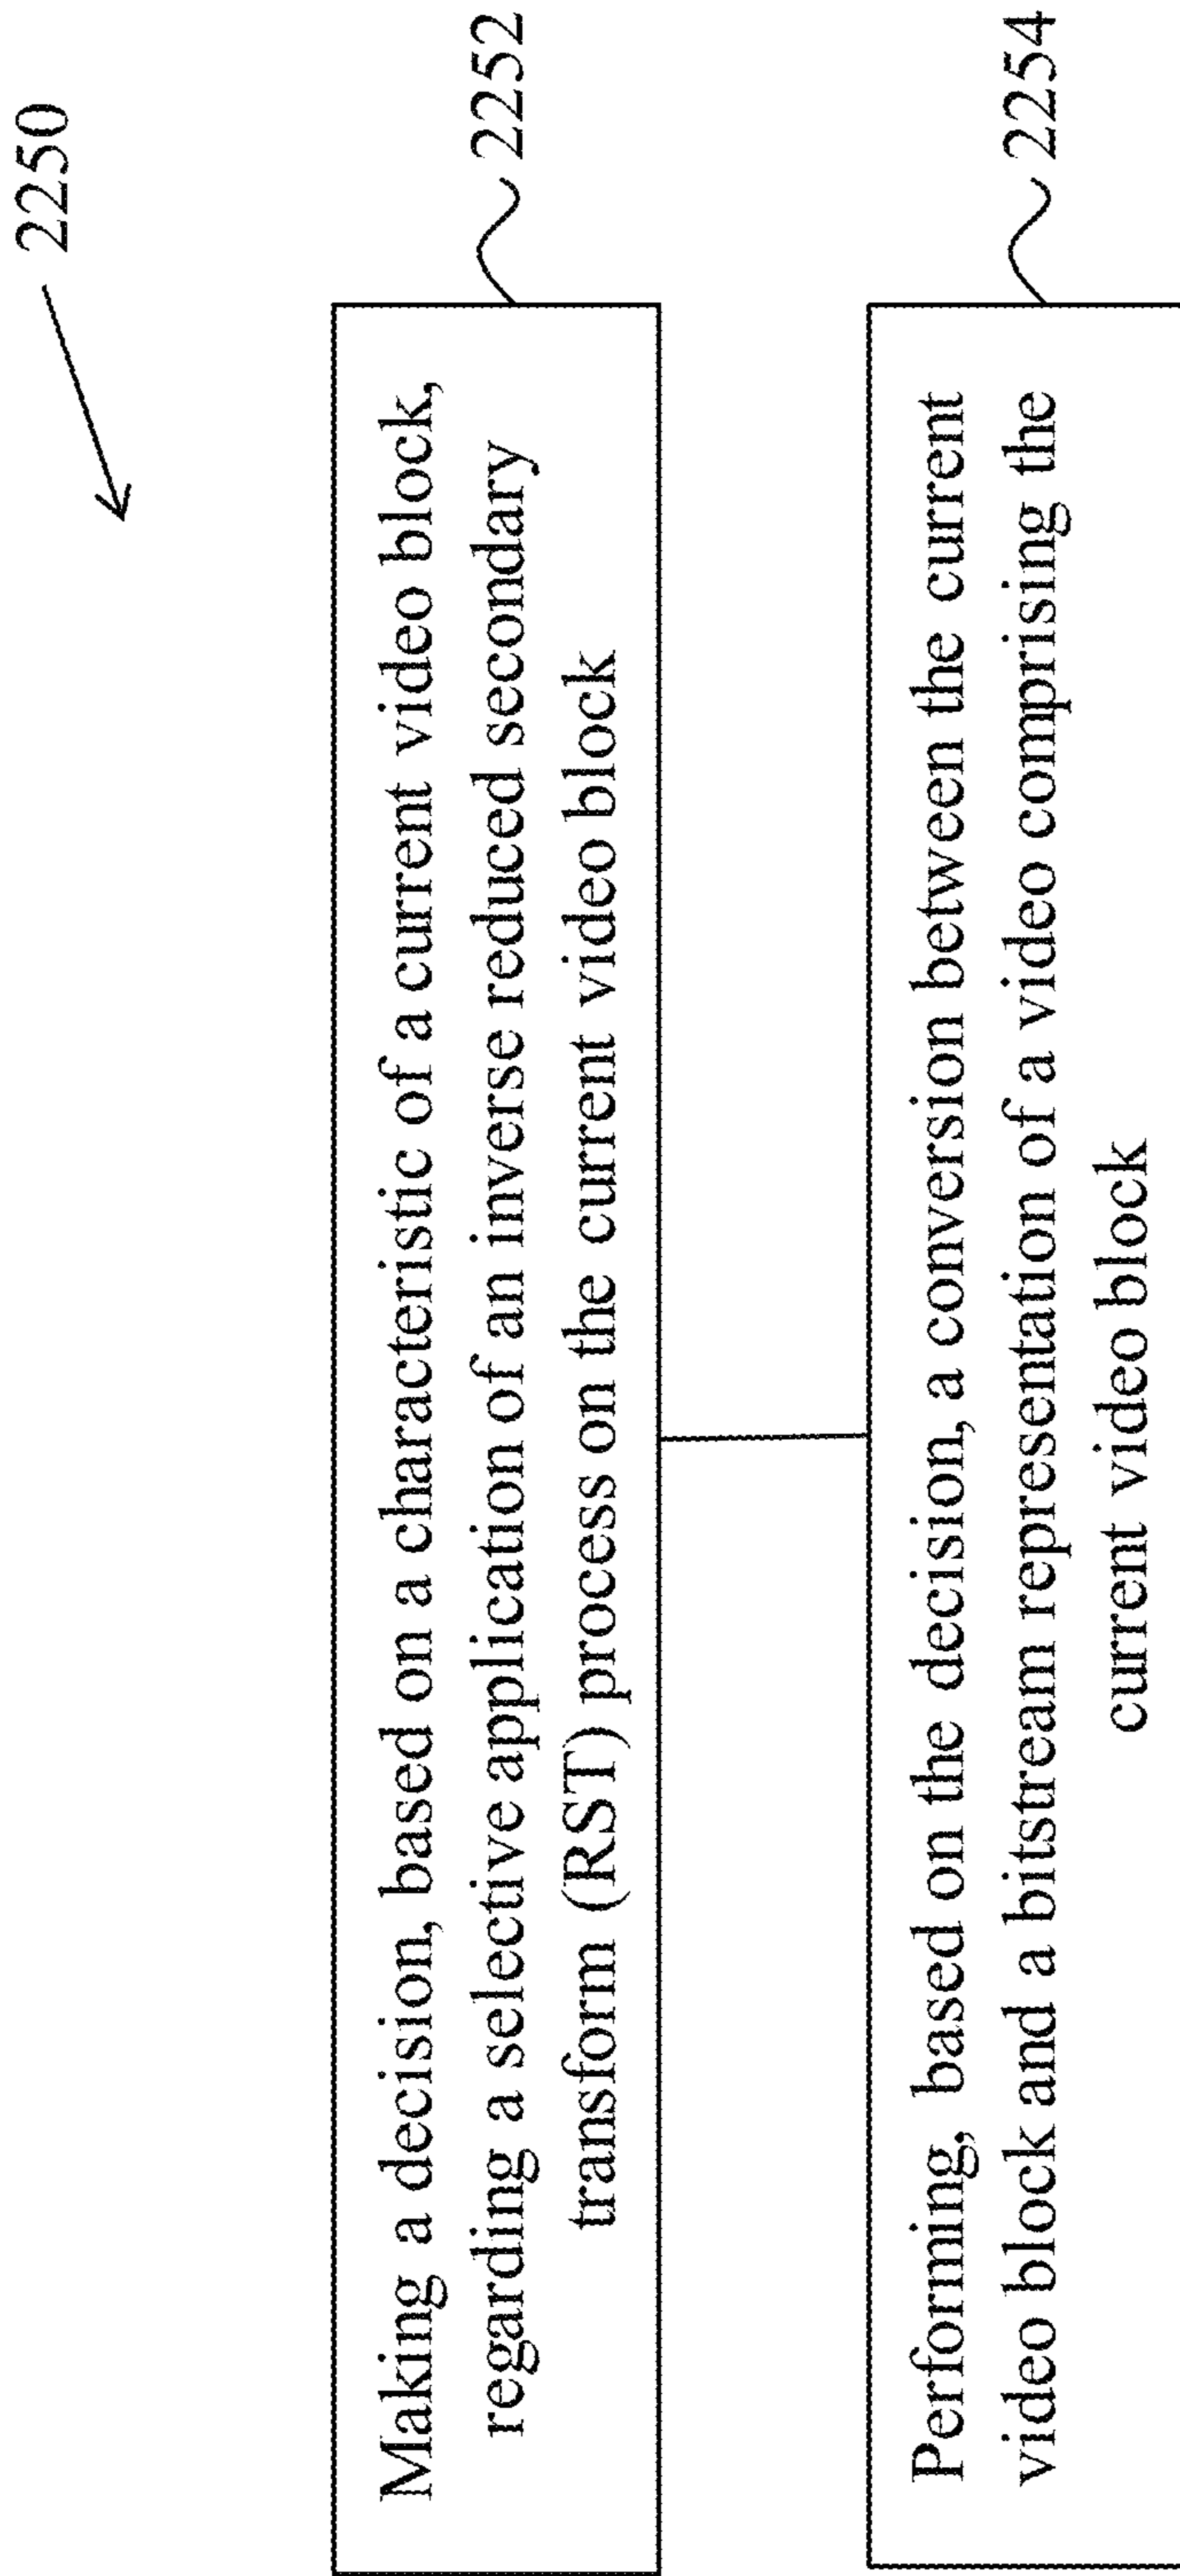 2250
Making a decision, based on a characteristic of a current video block,
regarding a selective application of an inverse reduced secondary
transform (RST) process on the current video block
2252
Performing, based on the decision, a conversion between the current
video block and a bitstream representation of a video comprising the
current video block
2254